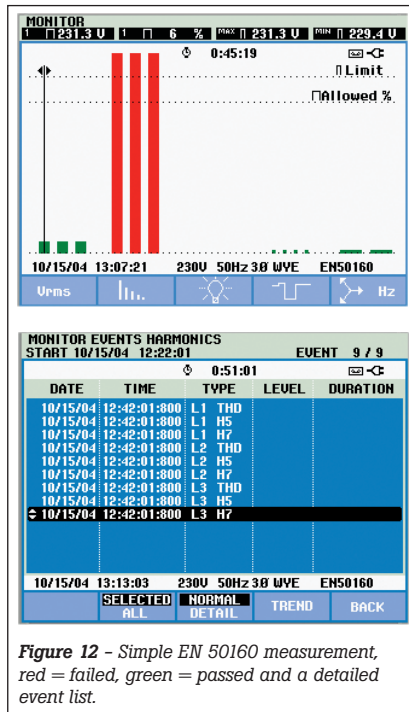 MONITOR
1 ⊓231.3 V 1 ⊓ 6 % MAX ▯ 231.3 V MIN ▯ 229.4 V
0:45:19
▯Limit
⊓Allowed %
10/15/04 13:07:21 230V 50Hz 3.0 WYE EN50160
Vrms Hz
MONITOR EVENTS HARMONICS
START 10/15/04 12:22:01 EVENT 9 / 9
0:51:01
DATE TIME TYPE LEVEL DURATION
10/15/04 12:42:01:800 L1 THD
10/15/04 12:42:01:800 L1 H5
10/15/04 12:42:01:800 L1 H7
10/15/04 12:42:01:800 L2 THD
10/15/04 12:42:01:800 L2 H5
10/15/04 12:42:01:800 L2 H7
10/15/04 12:42:01:800 L3 THD
10/15/04 12:42:01:800 L3 H5
10/15/04 12:42:01:800 L3 H7
10/15/04 13:13:03 230V 50Hz 3.0 WYE EN50160
SELECTED NORMAL TREND BACK
ALL DETAIL
Figure 12 – Simple EN 50160 measurement,
red = failed, green = passed and a detailed
event list.